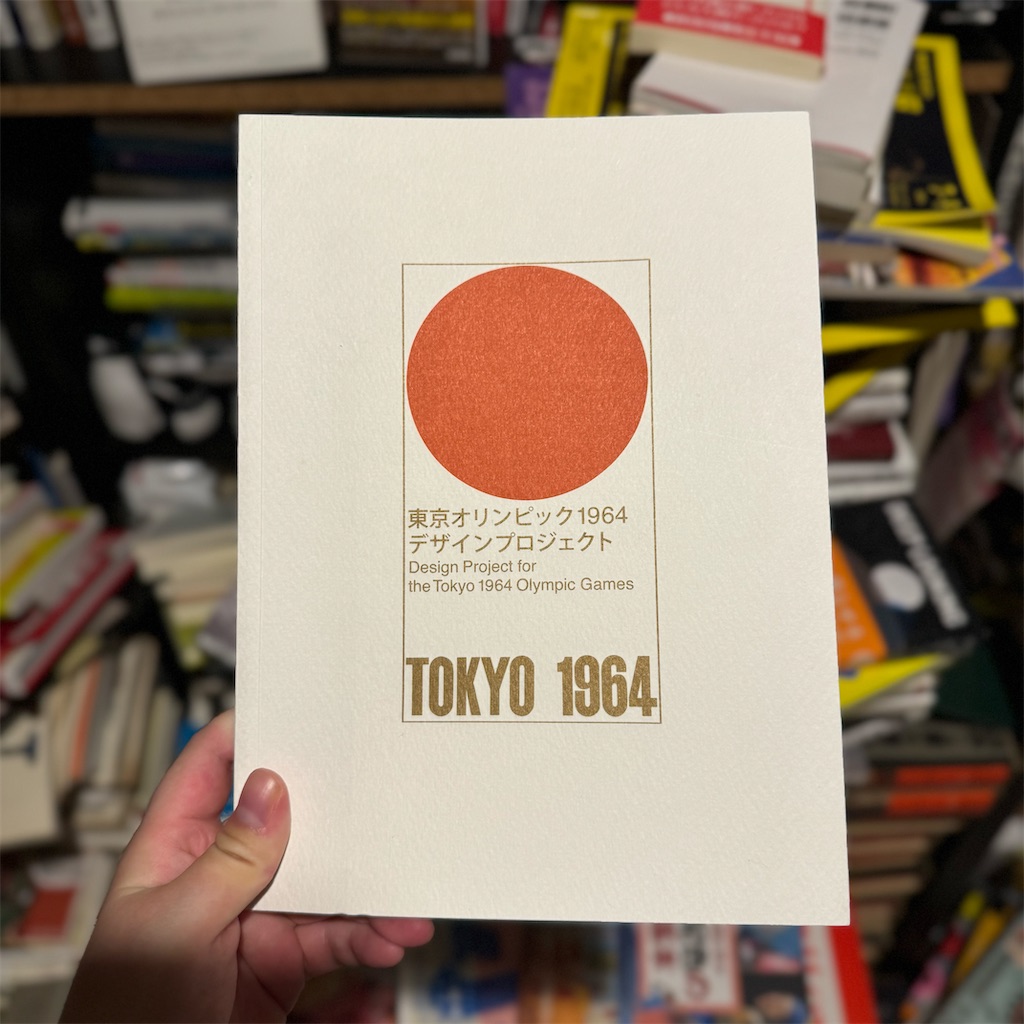 東京オリンピック1964
デザインプロジェクト
Design Project for
the Tokyo 1964 Olympic Games
TOKYO 1964